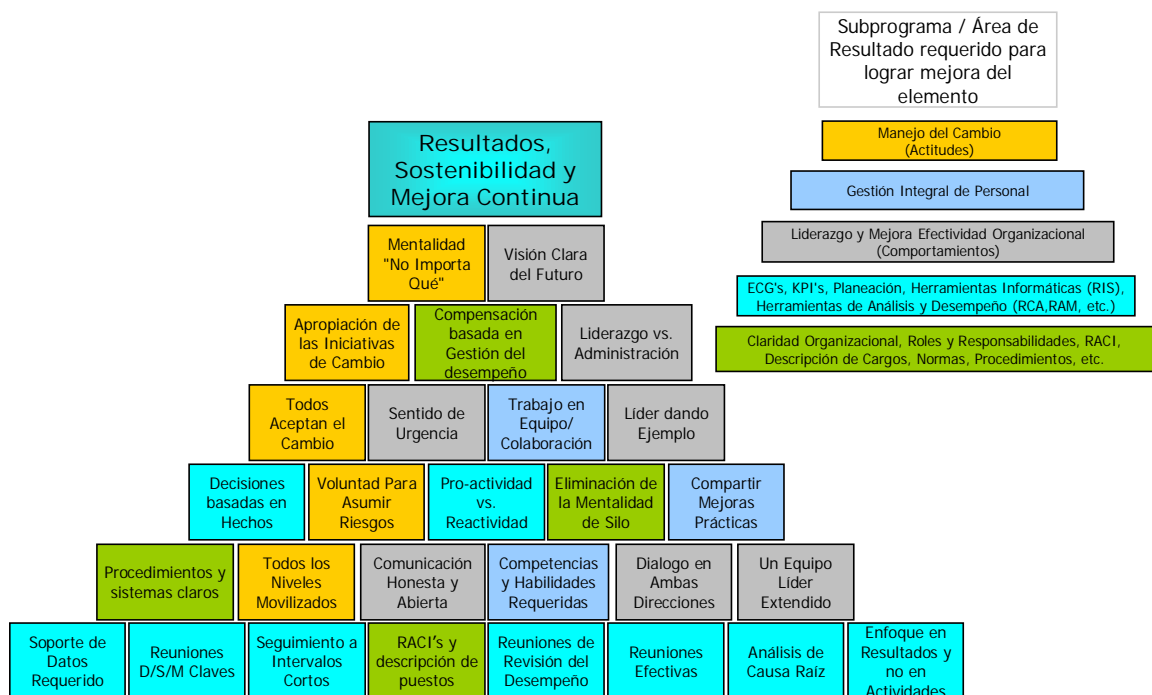 Subprograma / Área de
Resultado requerido para
lograr mejora del
elemento
Manejo del Cambio
(Actitudes)
Gestión Integral de Personal
Liderazgo y Mejora Efectividad Organizacional
(Comportamientos)
ECG's, KPI's, Planeación, Herramientas Informáticas (RIS),
Herramientas de Análisis y Desempeño (RCA,RAM, etc.)
Claridad Organizacional, Roles y Responsabilidades, RACI,
Descripción de Cargos, Normas, Procedimientos, etc.
Resultados,
Sostenibilidad y
Mejora Continua
Mentalidad
"No Importa
Qué"
Visión Clara
del Futuro
Apropiación de
las Iniciativas
de Cambio
Compensación
basada en
Gestión del
desempeño
Liderazgo vs.
Administración
Todos
Aceptan el
Cambio
Sentido de
Urgencia
Trabajo en
Equipo/
Colaboración
Líder dando
Ejemplo
Decisiones
basadas en
Hechos
Voluntad Para
Asumir
Riesgos
Pro-actividad
vs.
Reactividad
Eliminación de
la Mentalidad
de Silo
Compartir
Mejoras
Prácticas
Procedimientos y
sistemas claros
Todos los
Niveles
Movilizados
Comunicación
Honesta y
Abierta
Competencias
y Habilidades
Requeridas
Dialogo en
Ambas
Direcciones
Un Equipo
Líder
Extendido
Soporte de
Datos
Requerido
Reuniones
D/S/M Claves
Seguimiento a
Intervalos
Cortos
RACI's y
descripción de
puestos
Reuniones de
Revisión del
Desempeño
Reuniones
Efectivas
Análisis de
Causa Raíz
Enfoque en
Resultados y
no en
Actividades